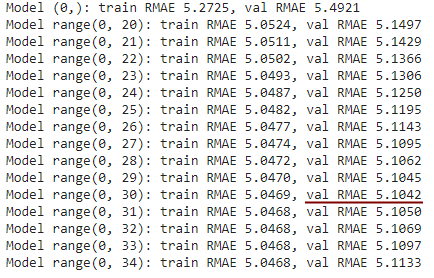 Model (0,): train RMAE 5.2725, val RMAE 5.4921
Model range(0, 20): train RMAE 5.0524, val RMAE 5.1497
Model range(0, 21): train RMAE 5.0511, val RMAE 5.1429
Model range(0, 22): train RMAE 5.0502, val RMAE 5.1366
Model range(0, 23): train RMAE 5.0493, val RMAE 5.1306
Model range(0, 24): train RMAE 5.0487, val RMAE 5.1250
Model range(0, 25): train RMAE 5.0482, val RMAE 5.1195
Model range(0, 26): train RMAE 5.0477, val RMAE 5.1143
Model range(0, 27): train RMAE 5.0474, val RMAE 5.1095
Model range(0, 28): train RMAE 5.0472, val RMAE 5.1062
Model range(0, 29): train RMAE 5.0470, val RMAE 5.1045
Model range(0, 30): train RMAE 5.0469, val RMAE 5.1042
Model range(0, 31): train RMAE 5.0468, val RMAE 5.1050
Model range(0, 32): train RMAE 5.0468, val RMAE 5.1069
Model range(0, 33): train RMAE 5.0468, val RMAE 5.1097
Model range(0, 34): train RMAE 5.0468, val RMAE 5.1133